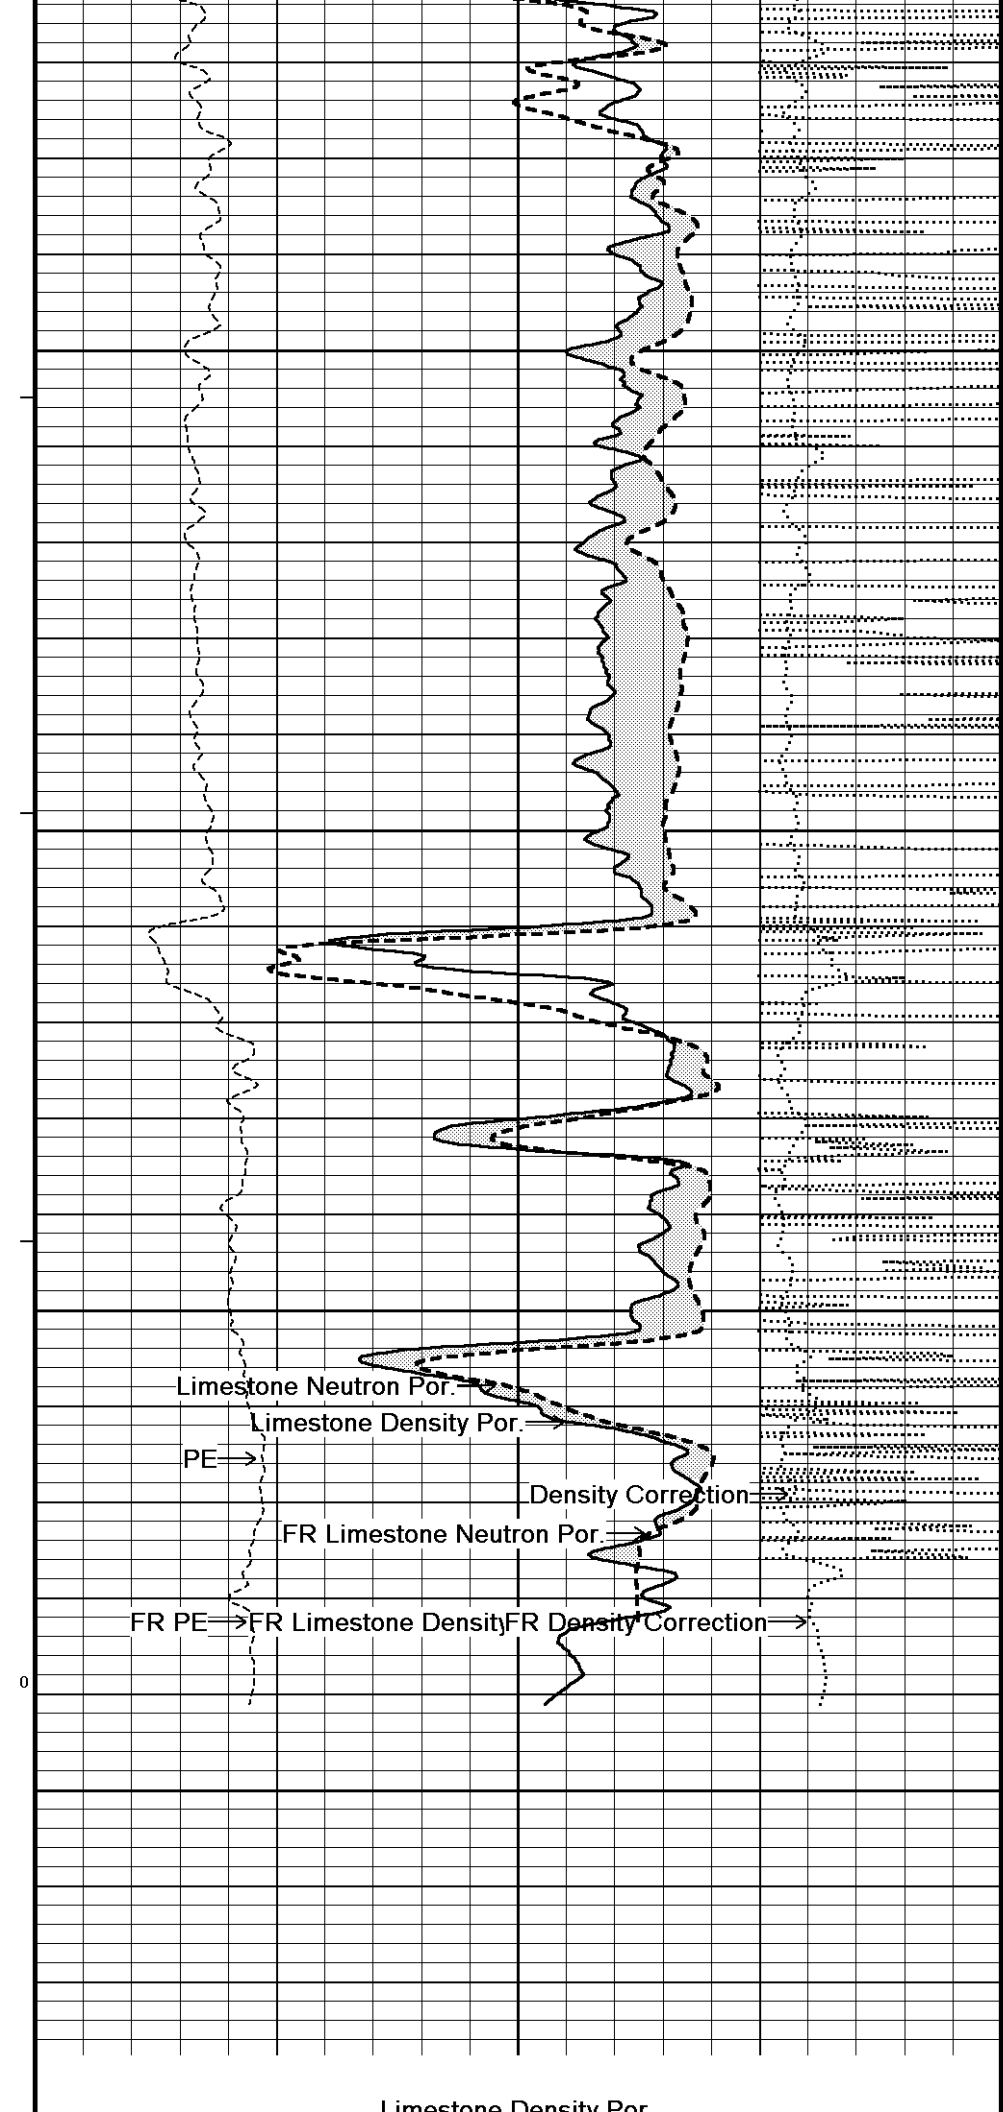 Limestone Neutron Por.
Limestone Density Por.
PE
Density Correction
FR Limestone Neutron Por.
FR PE
FR Limestone Density
FR Density Correction
0
Limestone Density Por